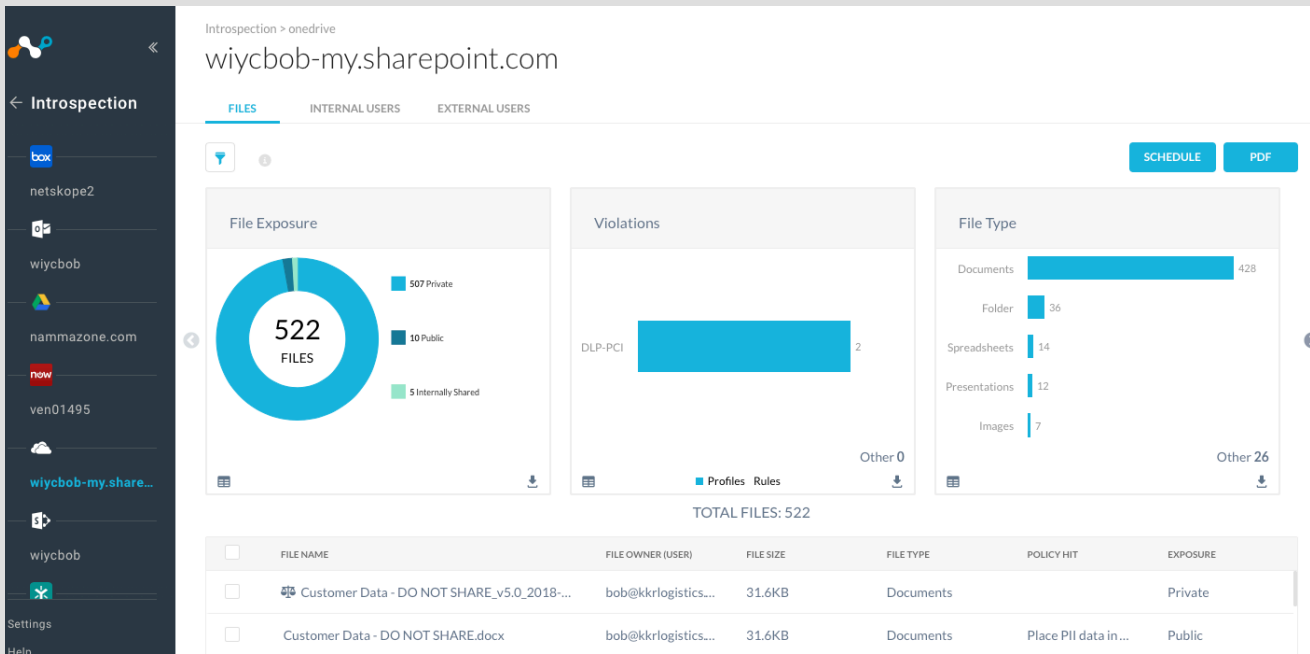 Introspection > onedrive
wiycbob-my.sharepoint.com
Introspection
FILES INTERNAL USERS EXTERNAL USERS
box
netskope2
wiycbob
nammazone.com
now
ven01495
wiycbob-my.share...
wiycbob
Settings
Help
SCHEDULE PDF
File Exposure
522
FILES
507 Private
10 Public
5 Internally Shared
Violations
DLP-PCI 2
Other 0
Profiles Rules
File Type
Documents 428
Folder 36
Spreadsheets 14
Presentations 12
Images 7
Other 26
TOTAL FILES: 522
FILE NAME FILE OWNER (USER) FILE SIZE FILE TYPE POLICY HIT EXPOSURE
Customer Data - DO NOT SHARE_v5.0_2018-... bob@kkrlogistics.... 31.6KB Documents Private
Customer Data - DO NOT SHARE.docx bob@kkrlogistics.... 31.6KB Documents Place PII data in ... Public